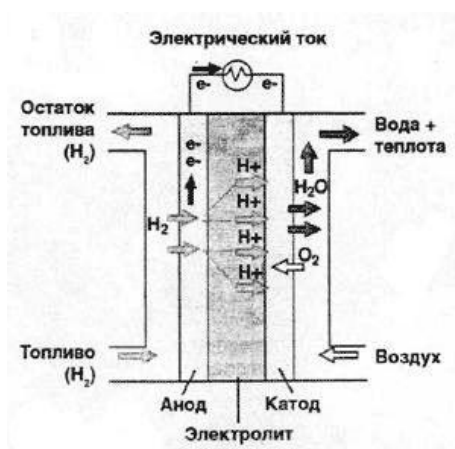 Электрический ток
e- e-
Остаток
топлива
(H₂)
Вода +
теплота
e-
e-
H+
H₂O
H+
H₂
H+
O₂
H+
Топливо
(H₂)
Воздух
Анод
Катод
Электролит